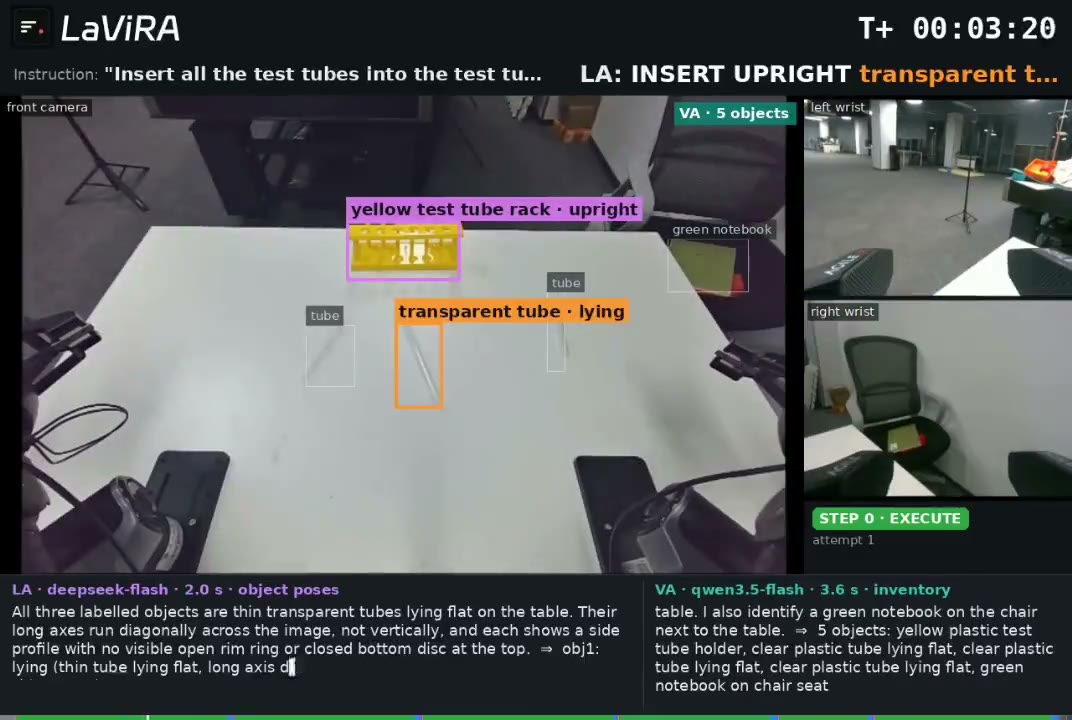 LaViRA
T+ 00:03:20
Instruction: "Insert all the test tubes into the test tu...
LA: INSERT UPRIGHT transparent t...
front camera
VA · 5 objects
left wrist
yellow test tube rack · upright
green notebook
tube
tube
transparent tube · lying
right wrist
STEP 0 · EXECUTE
attempt 1
LA · deepseek-flash · 2.0 s · object poses
All three labelled objects are thin transparent tubes lying flat on the table. Their
long axes run diagonally across the image, not vertically, and each shows a side
profile with no visible open rim ring or closed bottom disc at the top. ⇒ obj1:
lying (thin tube lying flat, long axis d
VA · qwen3.5-flash · 3.6 s · inventory
table. I also identify a green notebook on the chair
next to the table. ⇒ 5 objects: yellow plastic test
tube holder, clear plastic tube lying flat, clear plastic
tube lying flat, clear plastic tube lying flat, green
notebook on chair seat